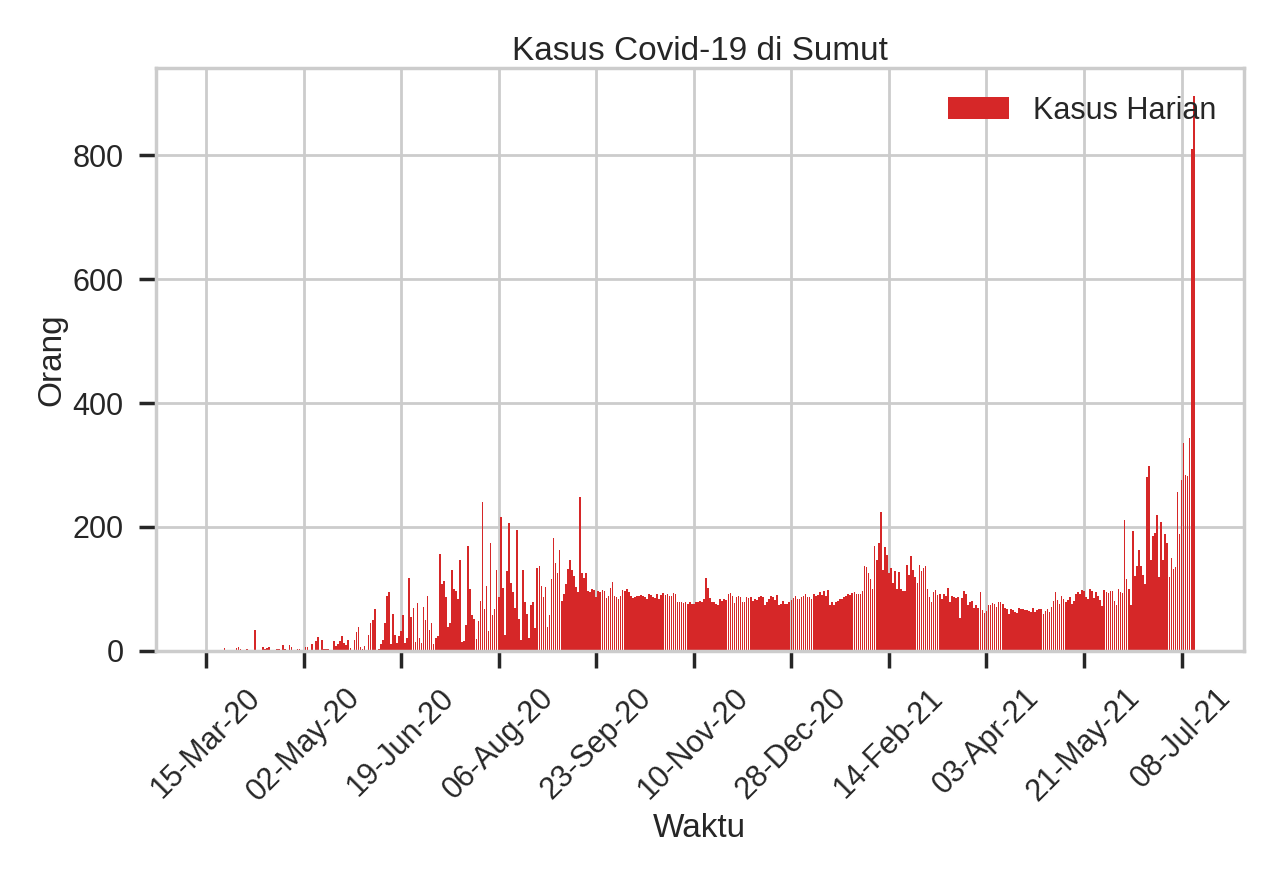 Kasus Covid-19 di Sumut
Kasus Harian
Orang
800
600
400
200
0
15-Mar-20
02-May-20
19-Jun-20
06-Aug-20
23-Sep-20
10-Nov-20
28-Dec-20
14-Feb-21
03-Apr-21
21-May-21
08-Jul-21
Waktu